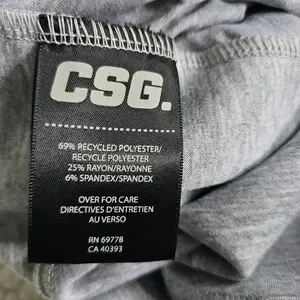 CSG.
69% RECYCLED POLYESTER/
RECYCLÉ POLYESTER
25% RAYON/RAYONNE
6% SPANDEX/SPANDEX
OVER FOR CARE
DIRECTIVES D'ENTRETIEN
AU VERSO
RN 69778
CA 40393